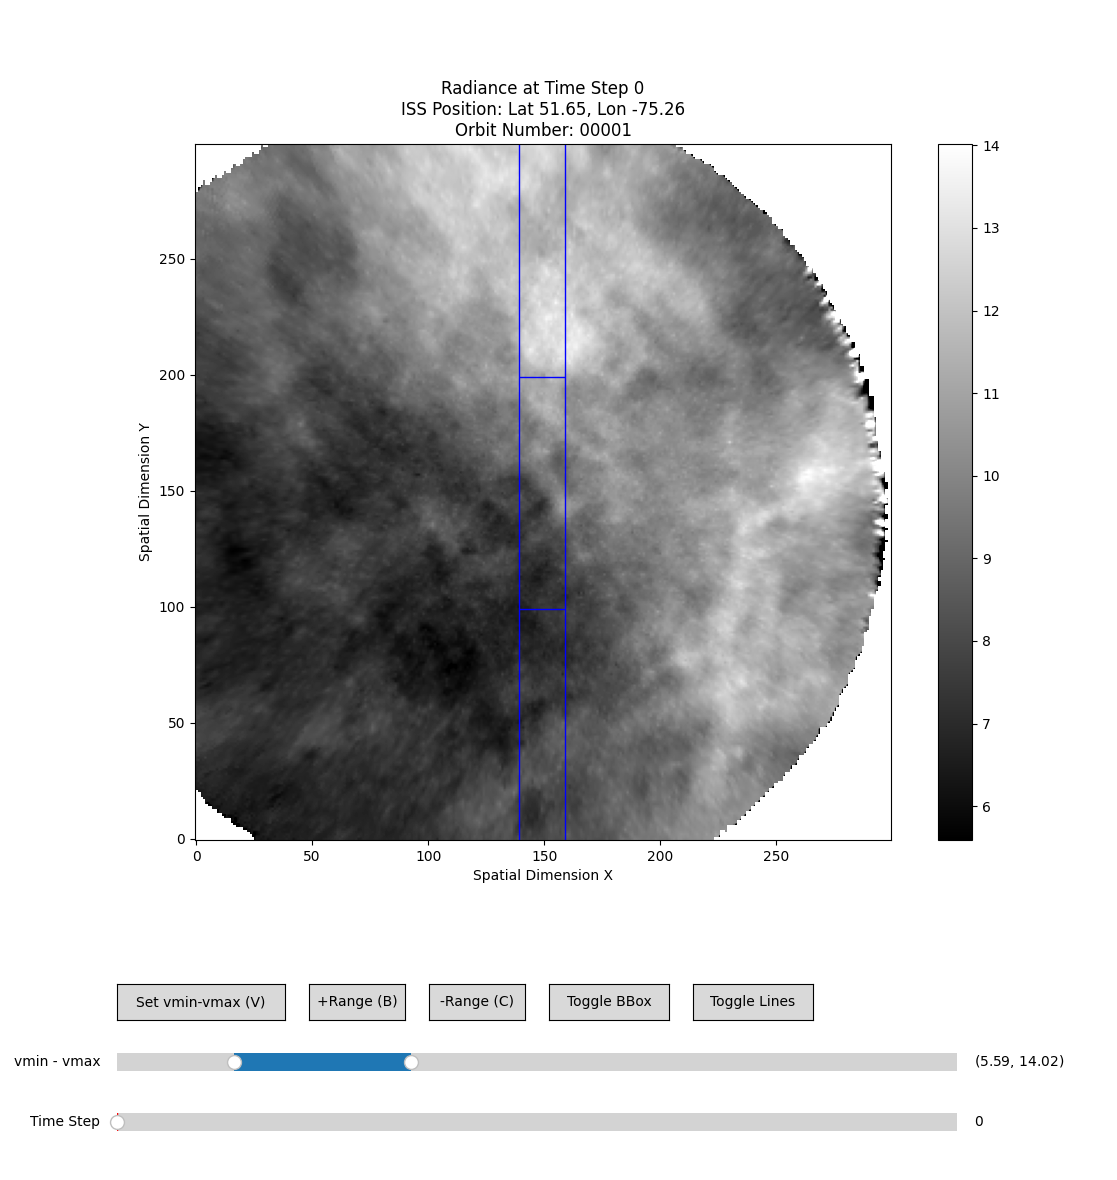 Radiance at Time Step 0
ISS Position: Lat 51.65, Lon -75.26
Orbit Number: 00001
Spatial Dimension Y
250
200
150
100
50
0
0 50 100 150 200 250
Spatial Dimension X
14
13
12
11
10
9
8
7
6
Set vmin-vmax (V) +Range (B) -Range (C) Toggle BBox Toggle Lines
vmin - vmax (5.59, 14.02)
Time Step 0